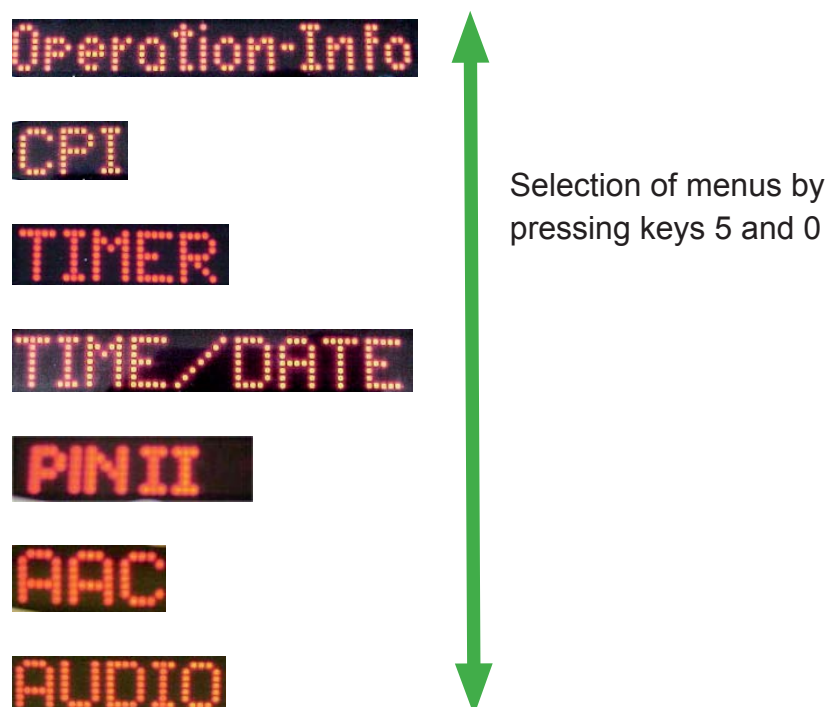 Operation-Info
CPI
Selection of menus by
pressing keys 5 and 0
TIMER
TIME/DATE
PINII
AAC
AUDIO